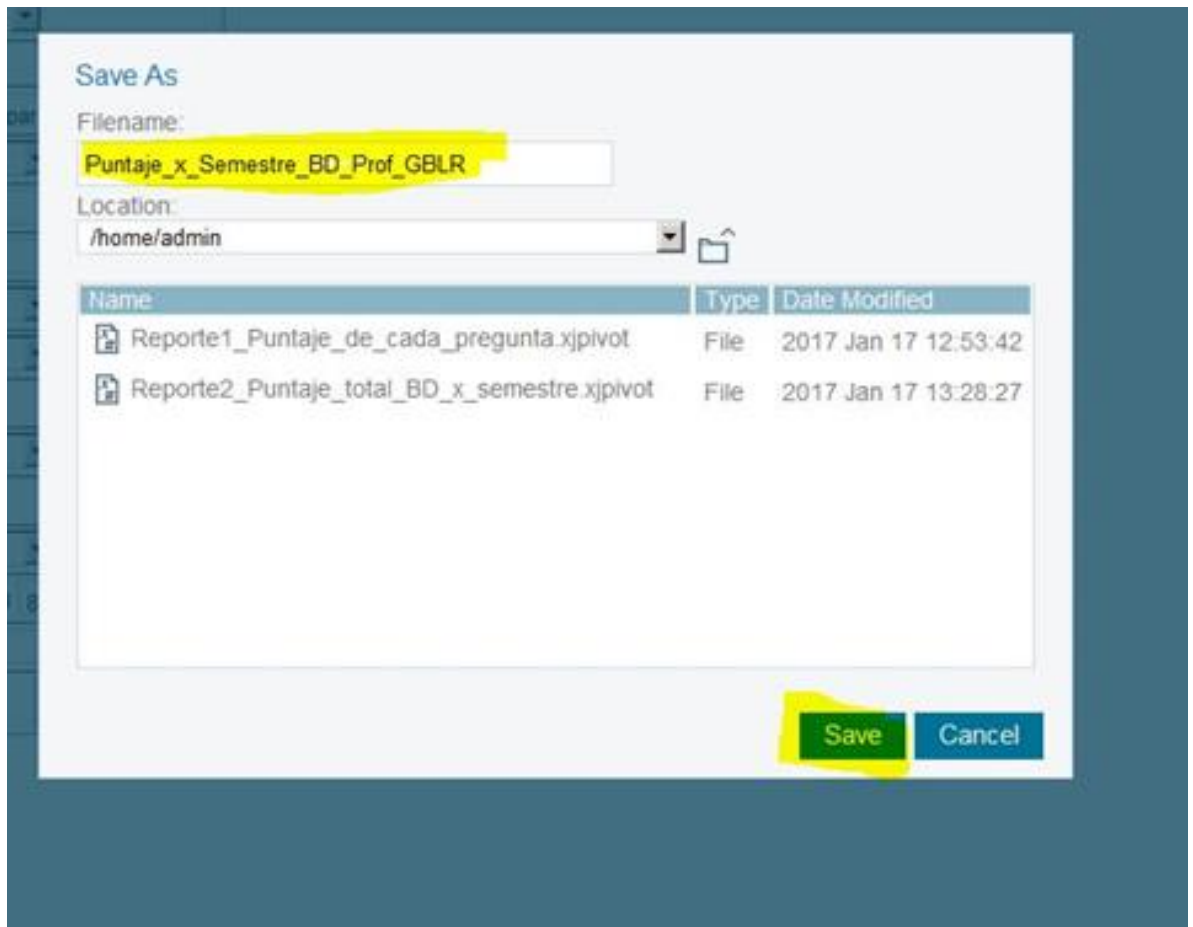 Save As
Filename:
Puntaje_x_Semestre_BD_Prof_GBLR
Location:
/home/admin
Name Type Date Modified
Reporte1_Puntaje_de_cada_pregunta.xjpivot File 2017 Jan 17 12:53:42
Reporte2_Puntaje_total_BD_x_semestre.xjpivot File 2017 Jan 17 13:28:27
Save Cancel